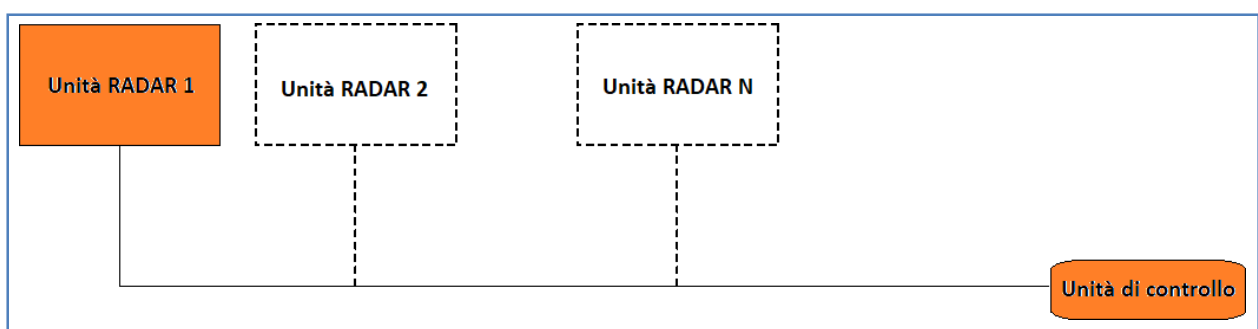 Unità RADAR 1
Unità RADAR 2
Unità RADAR N
Unità di controllo